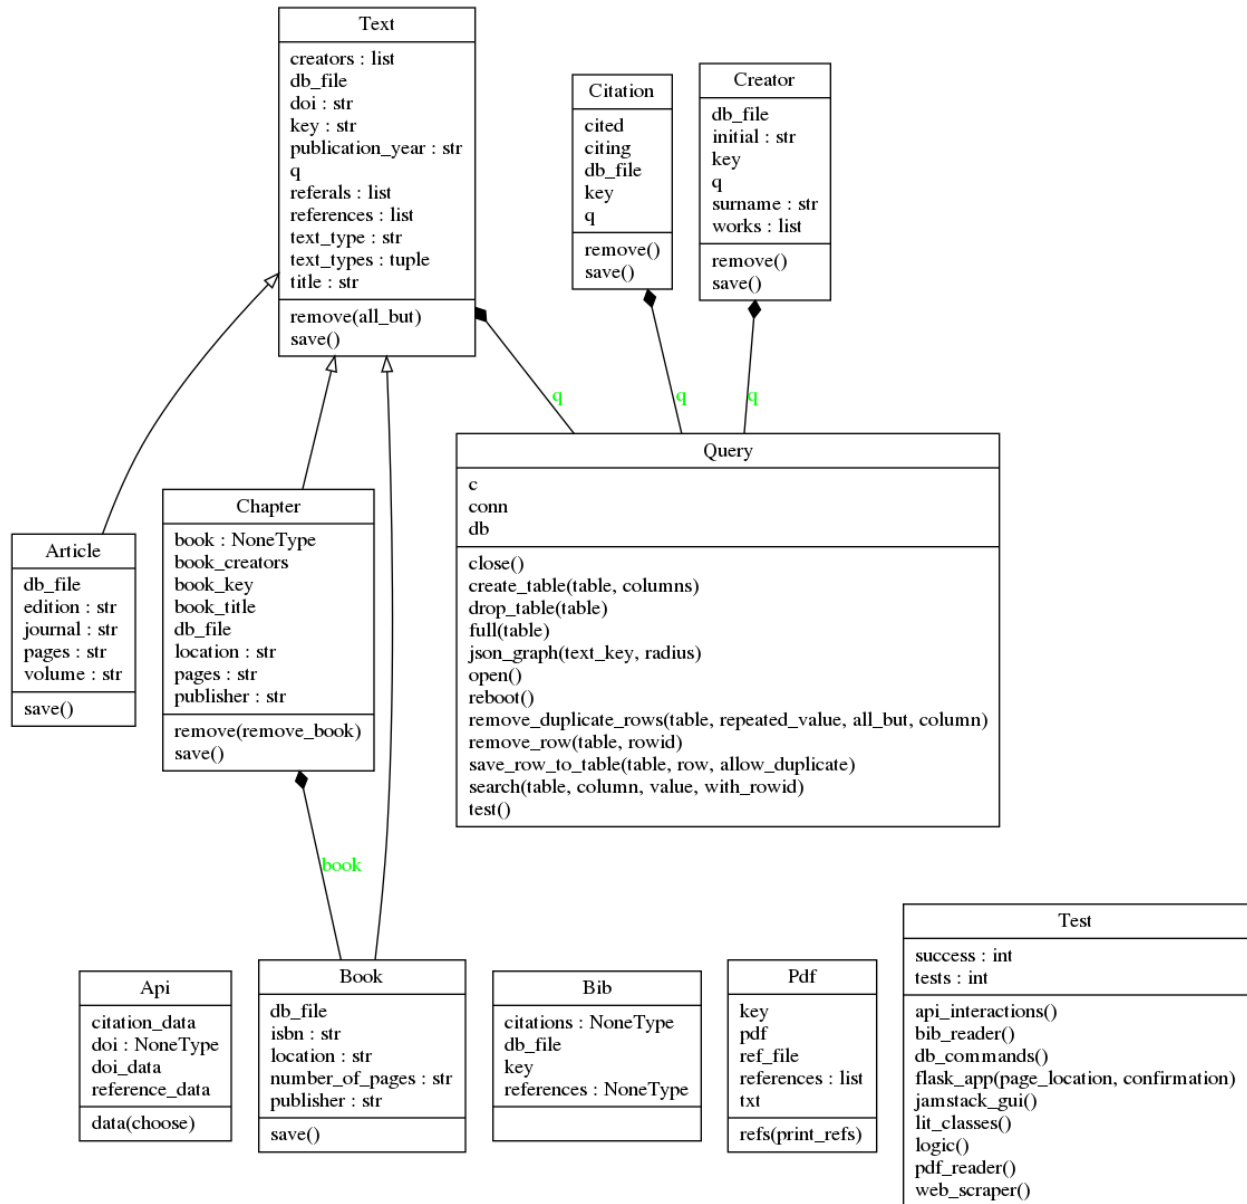 Text
creators : list
db_file
doi : str
key : str
publication_year : str
q
referals : list
references : list
text_type : str
text_types : tuple
title : str
remove(all_but)
save()
Citation
cited
citing
db_file
key
q
remove()
save()
Creator
db_file
initial : str
key
q
surname : str
works : list
remove()
save()
q
q
q
Article
db_file
edition : str
journal : str
pages : str
volume : str
save()
Chapter
book : NoneType
book_creators
book_key
book_title
db_file
location : str
pages : str
publisher : str
remove(remove_book)
save()
Query
c
conn
db
close()
create_table(table, columns)
drop_table(table)
full(table)
json_graph(text_key, radius)
open()
reboot()
remove_duplicate_rows(table, repeated_value, all_but, column)
remove_row(table, rowid)
save_row_to_table(table, row, allow_duplicate)
search(table, column, value, with_rowid)
test()
book
Api
citation_data
doi : NoneType
doi_data
reference_data
data(choose)
Book
db_file
isbn : str
location : str
number_of_pages : str
publisher : str
save()
Bib
citations : NoneType
db_file
key
references : NoneType
Pdf
key
pdf
ref_file
references : list
txt
refs(print_refs)
Test
success : int
tests : int
api_interactions()
bib_reader()
db_commands()
flask_app(page_location, confirmation)
jamstack_gui()
lit_classes()
logic()
pdf_reader()
web_scraper()